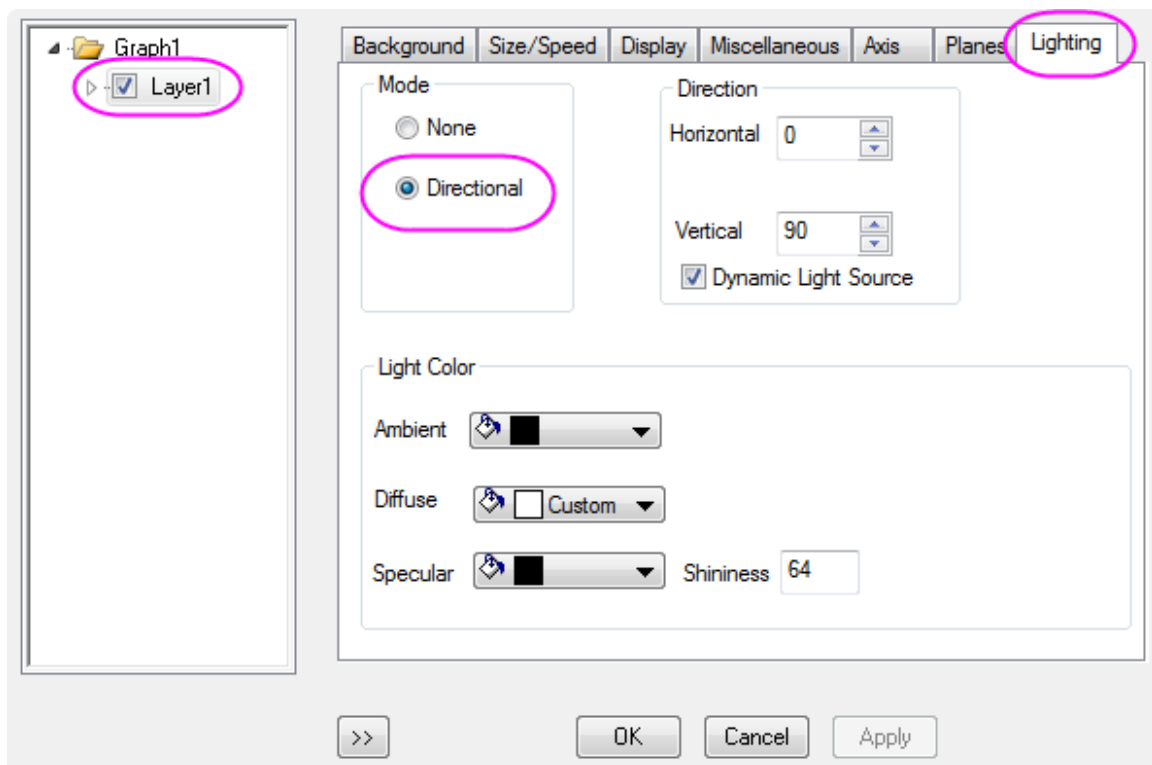 Graph1
Layer1
Background Size/Speed Display Miscellaneous Axis Planes Lighting
Mode
None
Directional
Direction
Horizontal 0
Vertical 90
Dynamic Light Source
Light Color
Ambient
Diffuse Custom
Specular Shininess 64
>> OK Cancel Apply